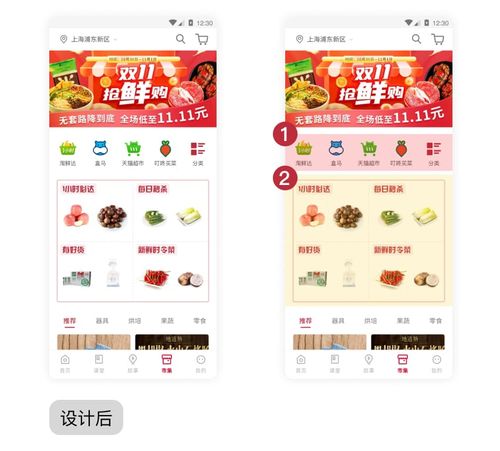 12:30
上海浦东新区
双11
抢鲜购
无套路降到底 全场低至11.11元
淘鲜达 盒马 天猫超市 叮咚买菜 分类
1小时必达 每日秒杀
有好货 新鲜时令菜
推荐 器具 烘培 果蔬 零食
首页 课堂 故事 市集 我的
12:30
上海浦东新区
双11
抢鲜购
无套路降到底 全场低至11.11元
1
淘鲜达 盒马 天猫超市 叮咚买菜 分类
2
1小时必达 每日秒杀
有好货 新鲜时令菜
推荐 器具 烘培 果蔬 零食
首页 课堂 故事 市集 我的
设计后